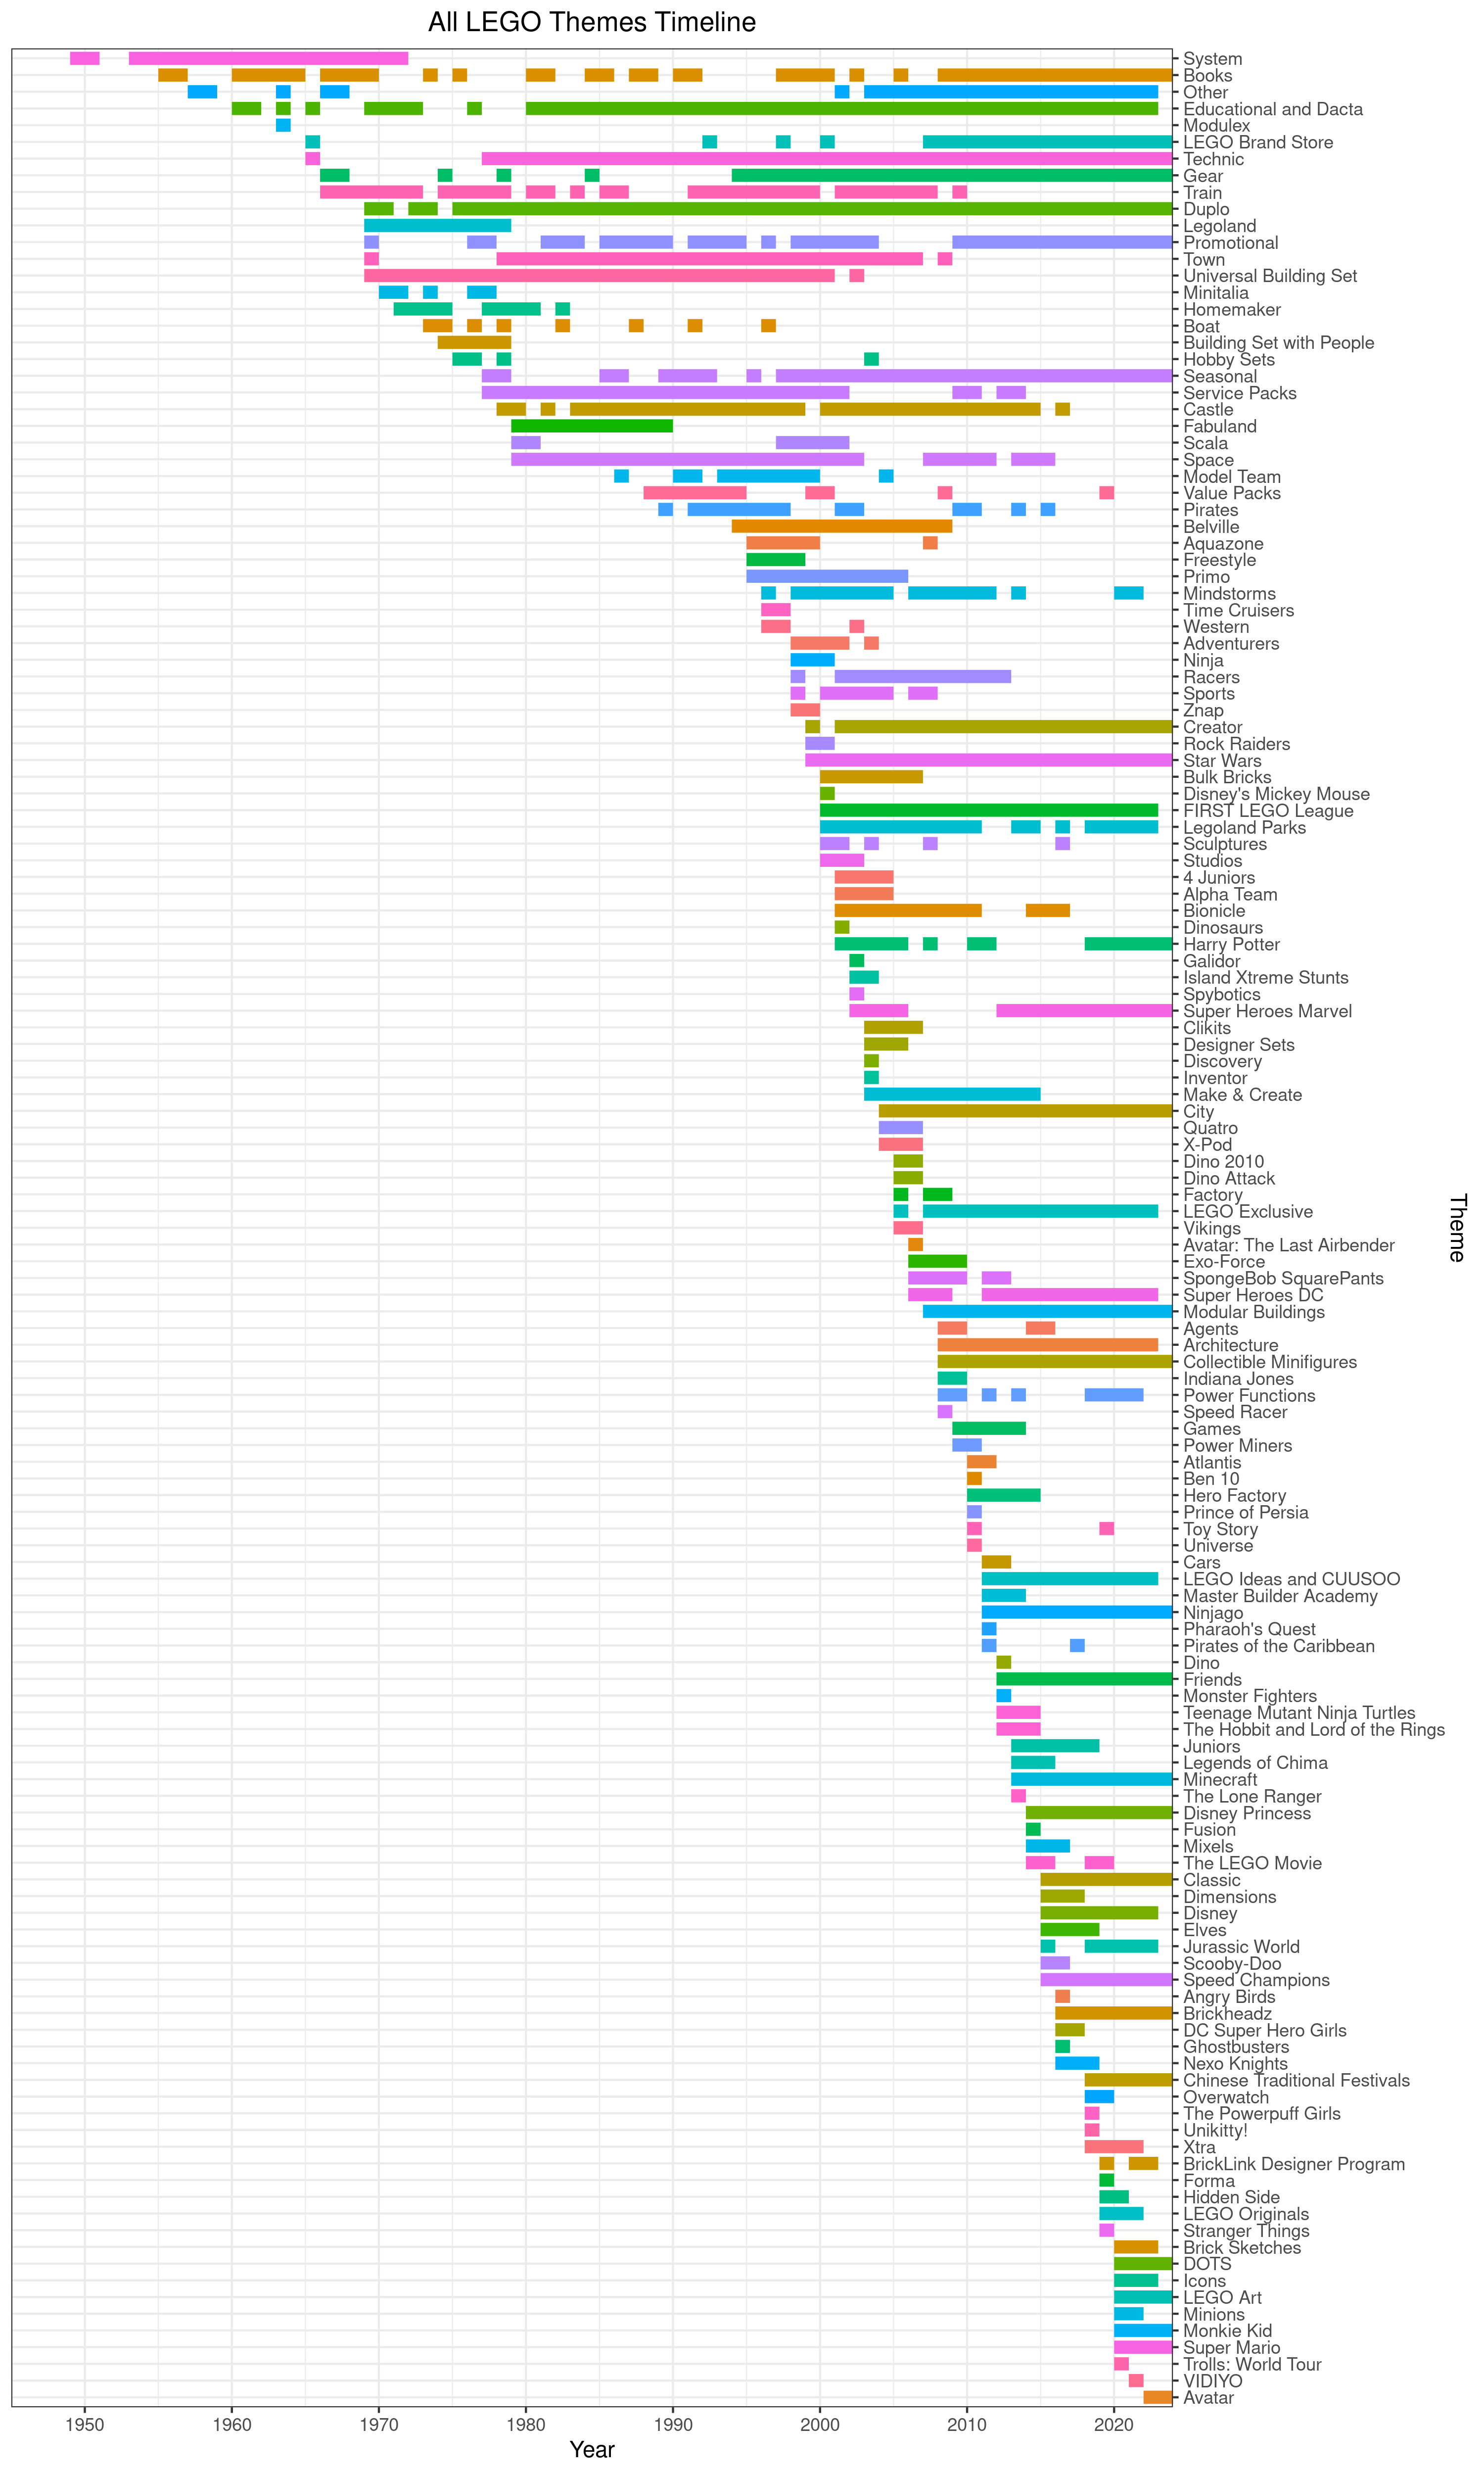 All LEGO Themes Timeline
System
Books
Other
Educational and Dacta
Modulex
LEGO Brand Store
Technic
Gear
Train
Duplo
Legoland
Promotional
Town
Universal Building Set
Minitalia
Homemaker
Boat
Building Set with People
Hobby Sets
Seasonal
Service Packs
Castle
Fabuland
Scala
Space
Model Team
Value Packs
Pirates
Belville
Aquazone
Freestyle
Primo
Mindstorms
Time Cruisers
Western
Adventurers
Ninja
Racers
Sports
Znap
Creator
Rock Raiders
Star Wars
Bulk Bricks
Disney's Mickey Mouse
FIRST LEGO League
Legoland Parks
Sculptures
Studios
4 Juniors
Alpha Team
Bionicle
Dinosaurs
Harry Potter
Galidor
Island Xtreme Stunts
Spybotics
Super Heroes Marvel
Clikits
Designer Sets
Discovery
Inventor
Make & Create
City
Quatro
X-Pod
Dino 2010
Dino Attack
Factory
LEGO Exclusive
Vikings
Avatar: The Last Airbender
Exo-Force
SpongeBob SquarePants
Super Heroes DC
Modular Buildings
Agents
Architecture
Collectible Minifigures
Indiana Jones
Power Functions
Speed Racer
Games
Power Miners
Atlantis
Ben 10
Hero Factory
Prince of Persia
Toy Story
Universe
Cars
LEGO Ideas and CUUSOO
Master Builder Academy
Ninjago
Pharaoh's Quest
Pirates of the Caribbean
Dino
Friends
Monster Fighters
Teenage Mutant Ninja Turtles
The Hobbit and Lord of the Rings
Juniors
Legends of Chima
Minecraft
The Lone Ranger
Disney Princess
Fusion
Mixels
The LEGO Movie
Classic
Dimensions
Disney
Elves
Jurassic World
Scooby-Doo
Speed Champions
Angry Birds
Brickheadz
DC Super Hero Girls
Ghostbusters
Nexo Knights
Chinese Traditional Festivals
Overwatch
The Powerpuff Girls
Unikitty!
Xtra
BrickLink Designer Program
Forma
Hidden Side
LEGO Originals
Stranger Things
Brick Sketches
DOTS
Icons
LEGO Art
Minions
Monkie Kid
Super Mario
Trolls: World Tour
VIDIYO
Avatar
Theme
1950 1960 1970 1980 1990 2000 2010 2020
Year